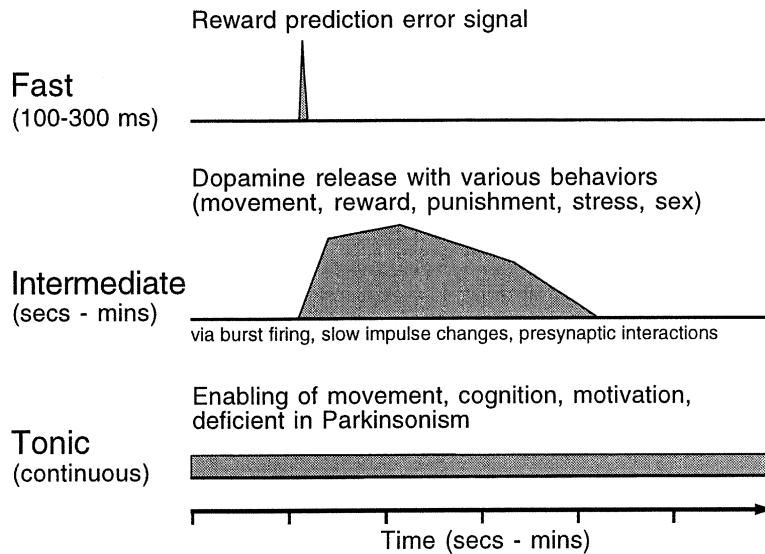 Reward prediction error signal
Fast
(100-300 ms)
Dopamine release with various behaviors
(movement, reward, punishment, stress, sex)
Intermediate
(secs - mins)
via burst firing, slow impulse changes, presynaptic interactions
Enabling of movement, cognition, motivation,
deficient in Parkinsonism
Tonic
(continuous)
Time (secs - mins)